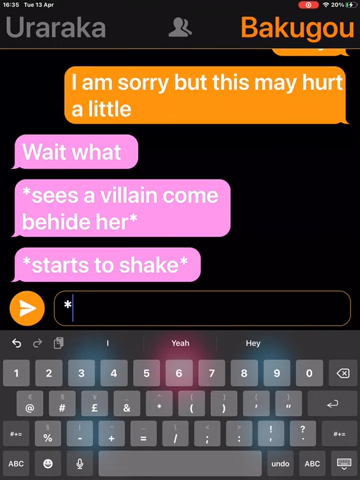 16:35 Tue 13 Apr
20%
Uraraka
Bakugou
I am sorry but this may hurt
a little
Wait what
*sees a villain come
behide her*
*starts to shake*
*
I Yeah Hey
1 2 3 4 5 6 7 8 9 0
@ # £ & * ( ) ' "
#+= % - + = / ; : ! ? #+=
ABC undo ABC